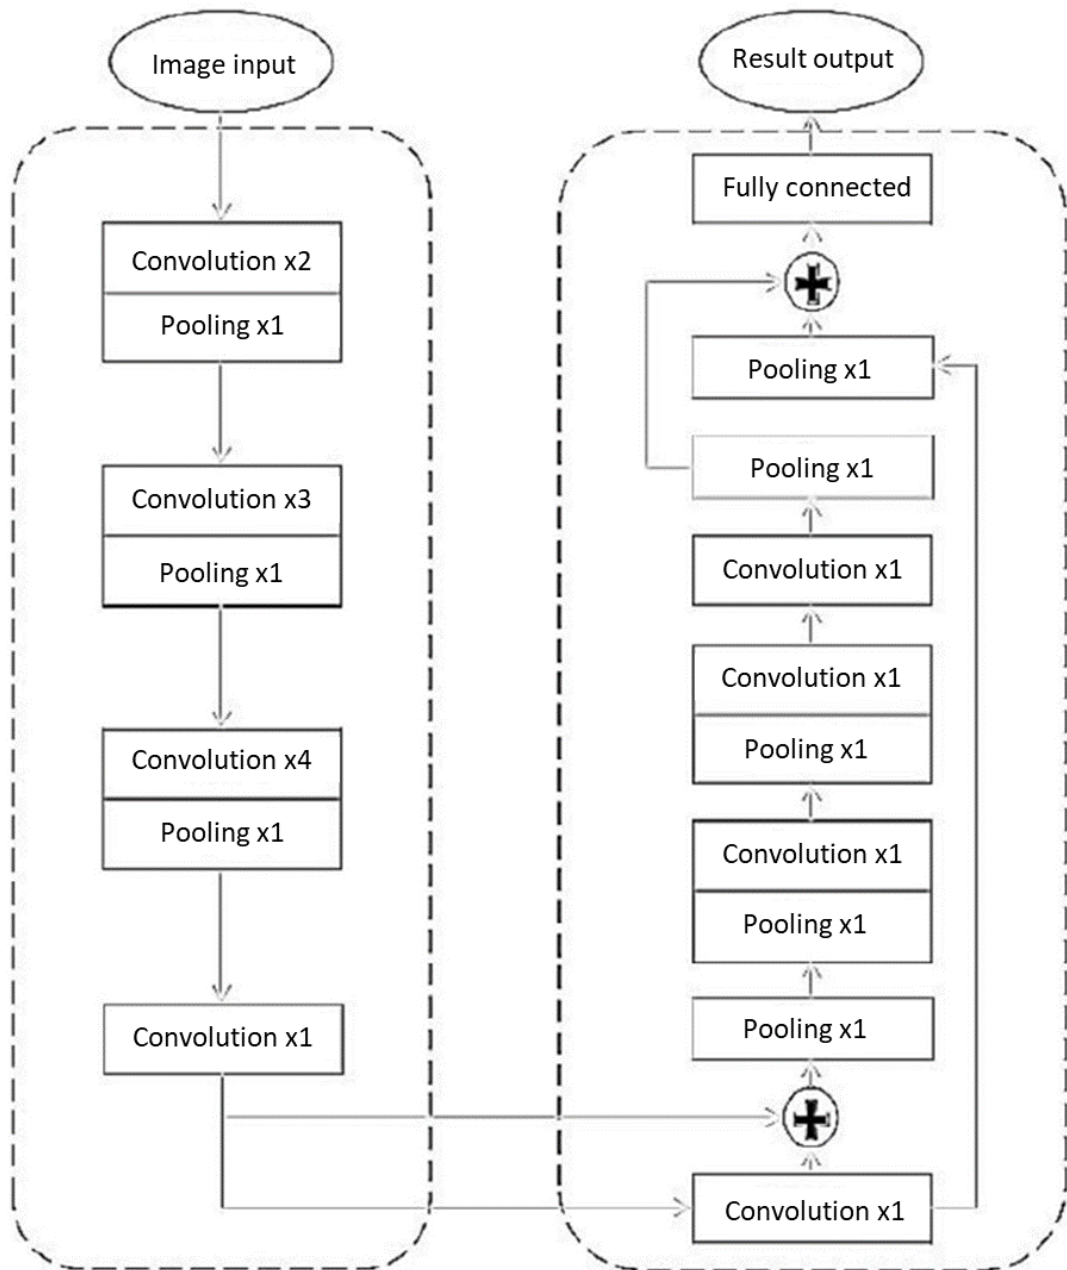 Image input
Convolution x2
Pooling x1
Convolution x3
Pooling x1
Convolution x4
Pooling x1
Convolution x1
Result output
Fully connected
Pooling x1
Pooling x1
Convolution x1
Convolution x1
Pooling x1
Convolution x1
Pooling x1
Pooling x1
Convolution x1